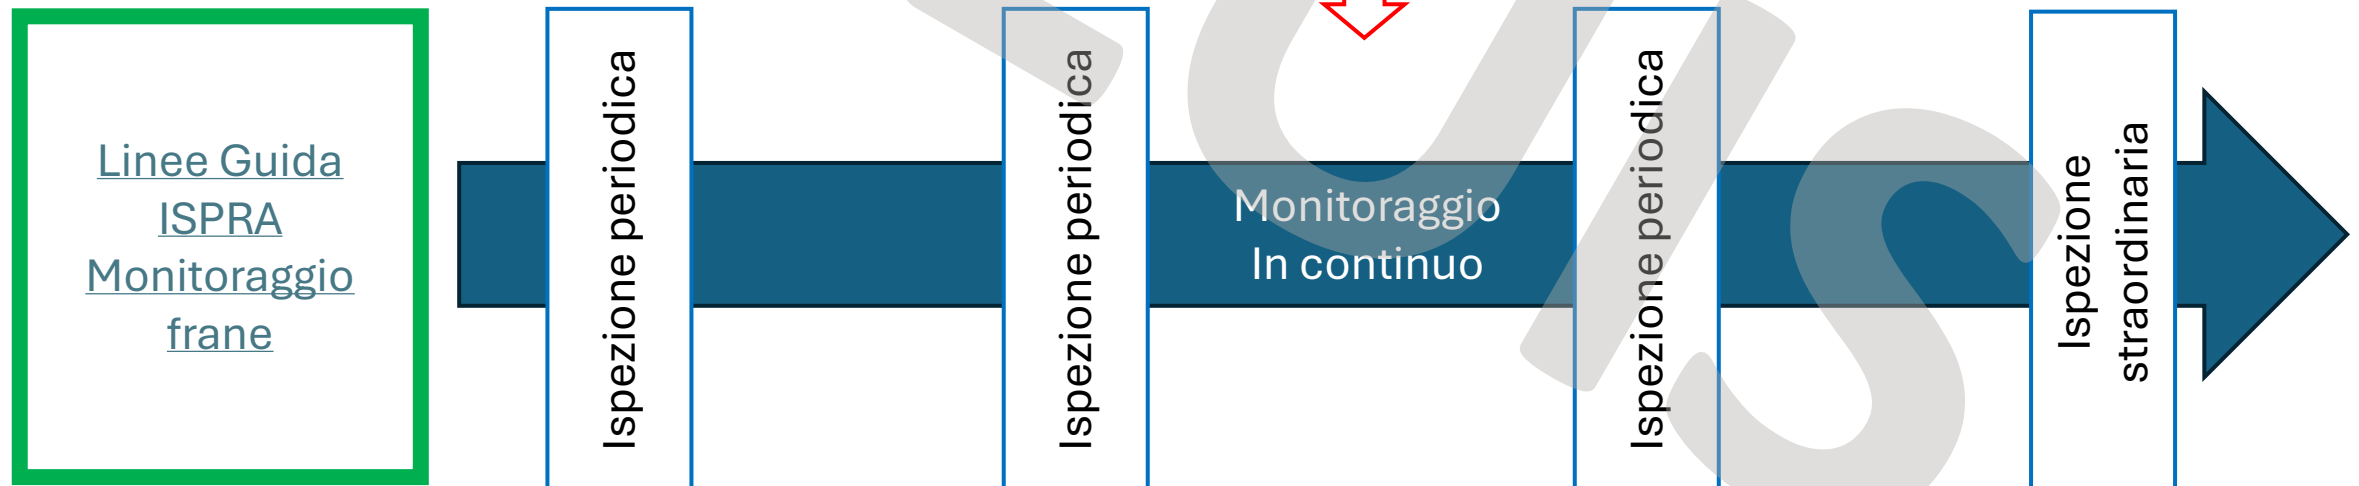 Linee Guida
ISPRA
Monitoraggio
frane
Ispezione periodica
Ispezione periodica
Monitoraggio
In continuo
Ispezione periodica
Ispezione
straordinaria